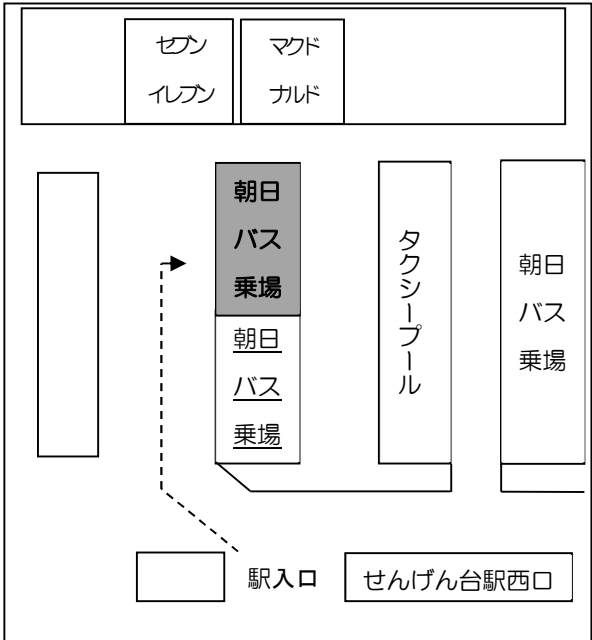 セブン
イレブン
マクド
ナルド
朝日
バス
乗場
朝日
バス
乗場
タクシープール
朝日
バス
乗場
駅入口
せんげん台駅西口